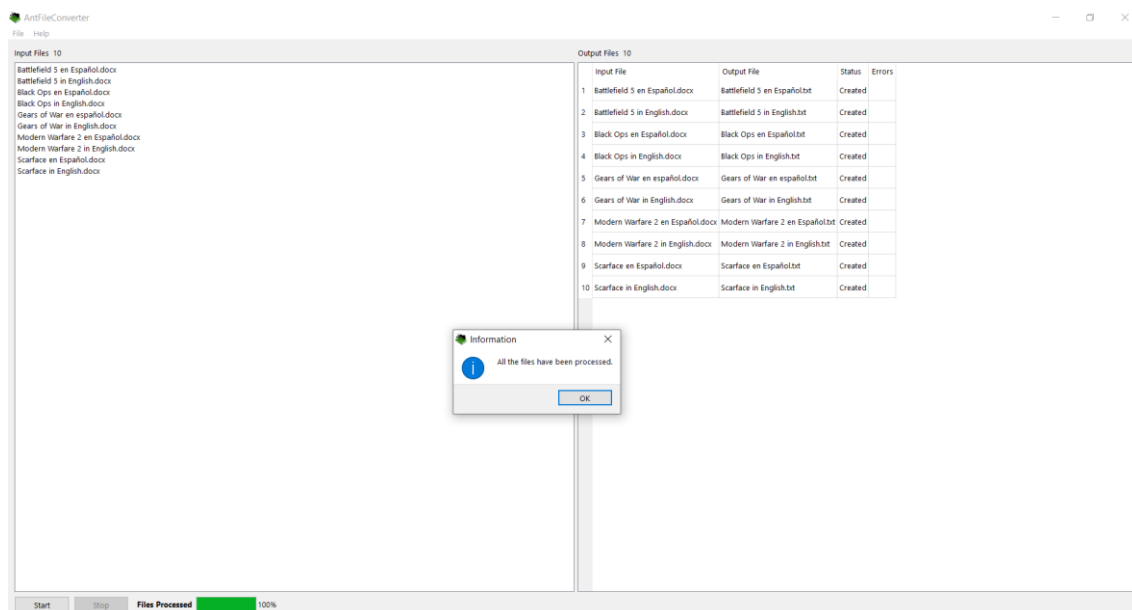 AntFileConverter
File Help
Input Files 10
Battlefield 5 en Español.docx
Battlefield 5 in English.docx
Black Ops en Español.docx
Black Ops in English.docx
Gears of War en español.docx
Gears of War in English.docx
Modern Warfare 2 en Español.docx
Modern Warfare 2 in English.docx
Scarface en Español.docx
Scarface in English.docx
Output Files 10
Input File Output File Status Errors
1 Battlefield 5 en Español.docx Battlefield 5 en Español.txt Created
2 Battlefield 5 in English.docx Battlefield 5 in English.txt Created
3 Black Ops en Español.docx Black Ops en Español.txt Created
4 Black Ops in English.docx Black Ops in English.txt Created
5 Gears of War en español.docx Gears of War en español.txt Created
6 Gears of War in English.docx Gears of War in English.txt Created
7 Modern Warfare 2 en Español.docx Modern Warfare 2 en Español.txt Created
8 Modern Warfare 2 in English.docx Modern Warfare 2 in English.txt Created
9 Scarface en Español.docx Scarface en Español.txt Created
10 Scarface in English.docx Scarface in English.txt Created
Information
All the files have been processed.
OK
Start Stop Files Processed 100%